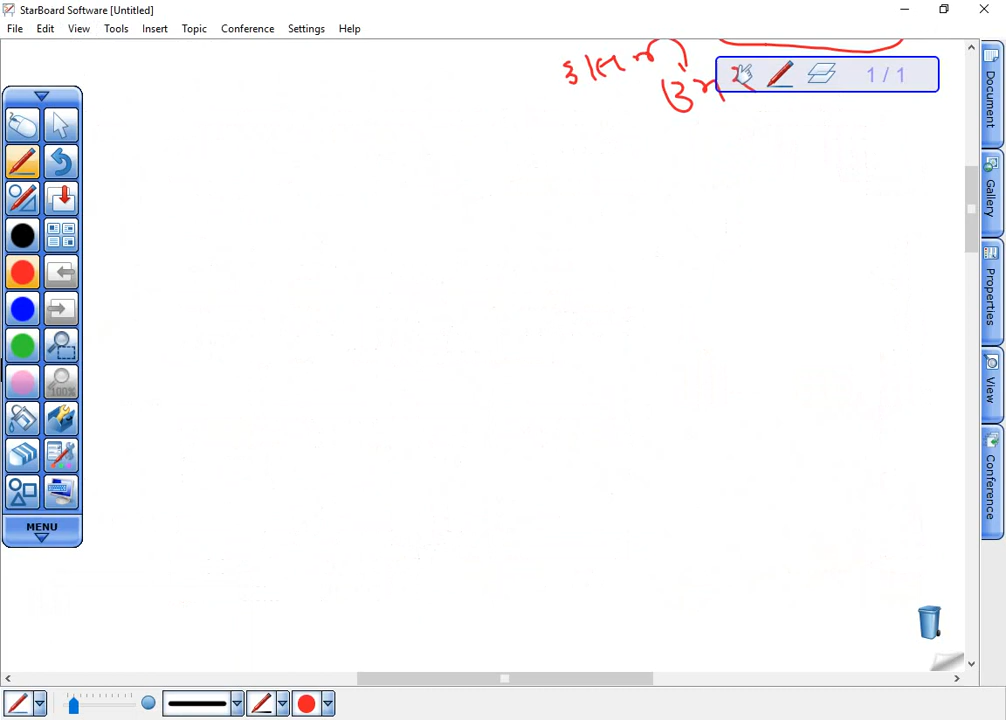 StarBoard Software [Untitled]
File Edit View Tools Insert Topic Conference Settings Help
1 / 1
Document
Gallery
Properties
View
Conference
100%
MENU